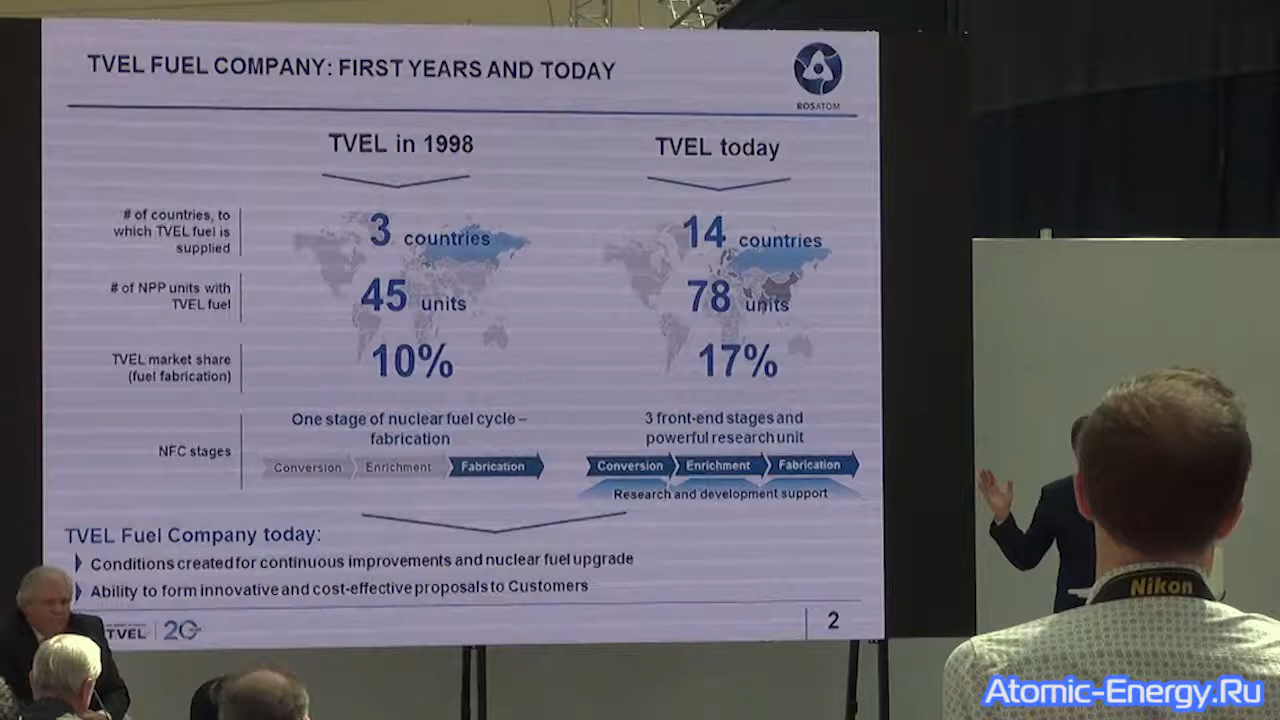 TVEL FUEL COMPANY: FIRST YEARS AND TODAY
ROSATOM
TVEL in 1998
TVEL today
# of countries, to
which TVEL fuel is
supplied
3 countries
14 countries
# of NPP units with
TVEL fuel
45 units
78 units
TVEL market share
(fuel fabrication)
10%
17%
NFC stages
One stage of nuclear fuel cycle –
fabrication
Conversion Enrichment Fabrication
3 front-end stages and
powerful research unit
Conversion Enrichment Fabrication
Research and development support
TVEL Fuel Company today:
Conditions created for continuous improvements and nuclear fuel upgrade
Ability to form innovative and cost-effective proposals to Customers
TVEL 20
2
Nikon
Atomic-Energy.Ru